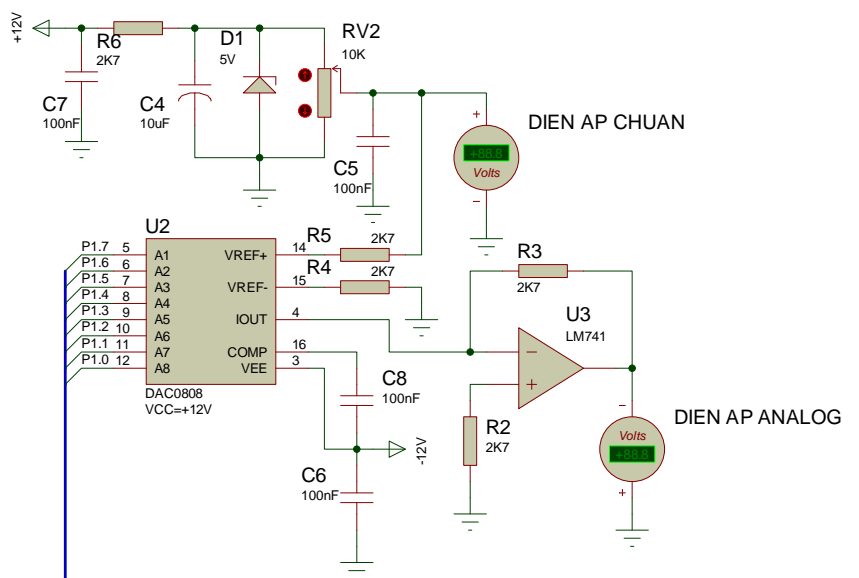 +12V
R6
2K7
D1
5V
RV2
10K
C7
100nF
C4
10uF
C5
100nF
+
+88.8
Volts
−
DIEN AP CHUAN
U2
P1.7 5 A1 VREF+ 14 R5 2K7
P1.6 6 A2
P1.5 7 A3 VREF- 15 R4 2K7
P1.4 8 A4
P1.3 9 A5 IOUT 4
P1.2 10 A6
P1.1 11 A7 COMP 16
P1.0 12 A8 VEE 3
DAC0808
VCC=+12V
R3
2K7
U3
LM741
−
+
C8
100nF
-12V
C6
100nF
R2
2K7
−
Volts
+88.8
+
DIEN AP ANALOG